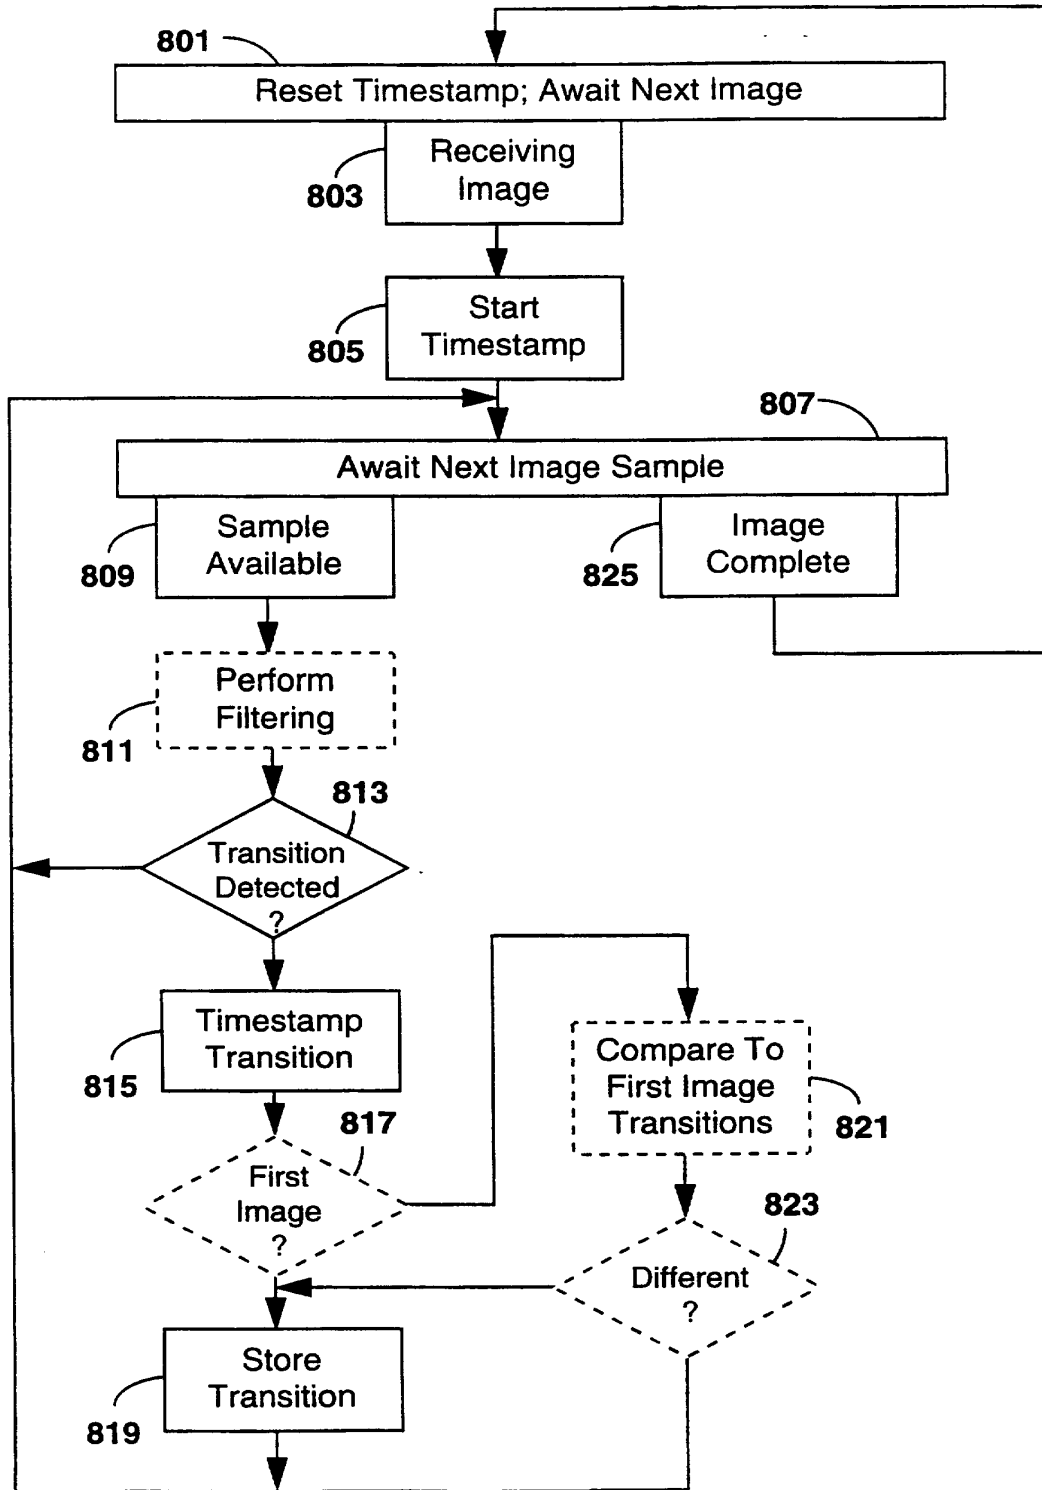 801
Reset Timestamp; Await Next Image
Receiving
Image
803
Start
Timestamp
805
807
Await Next Image Sample
Sample
Available
809
Image
Complete
825
Perform
Filtering
811
813
Transition
Detected
?
Timestamp
Transition
815
Compare To
First Image
Transitions
821
817
First
Image
?
823
Different
?
Store
Transition
819